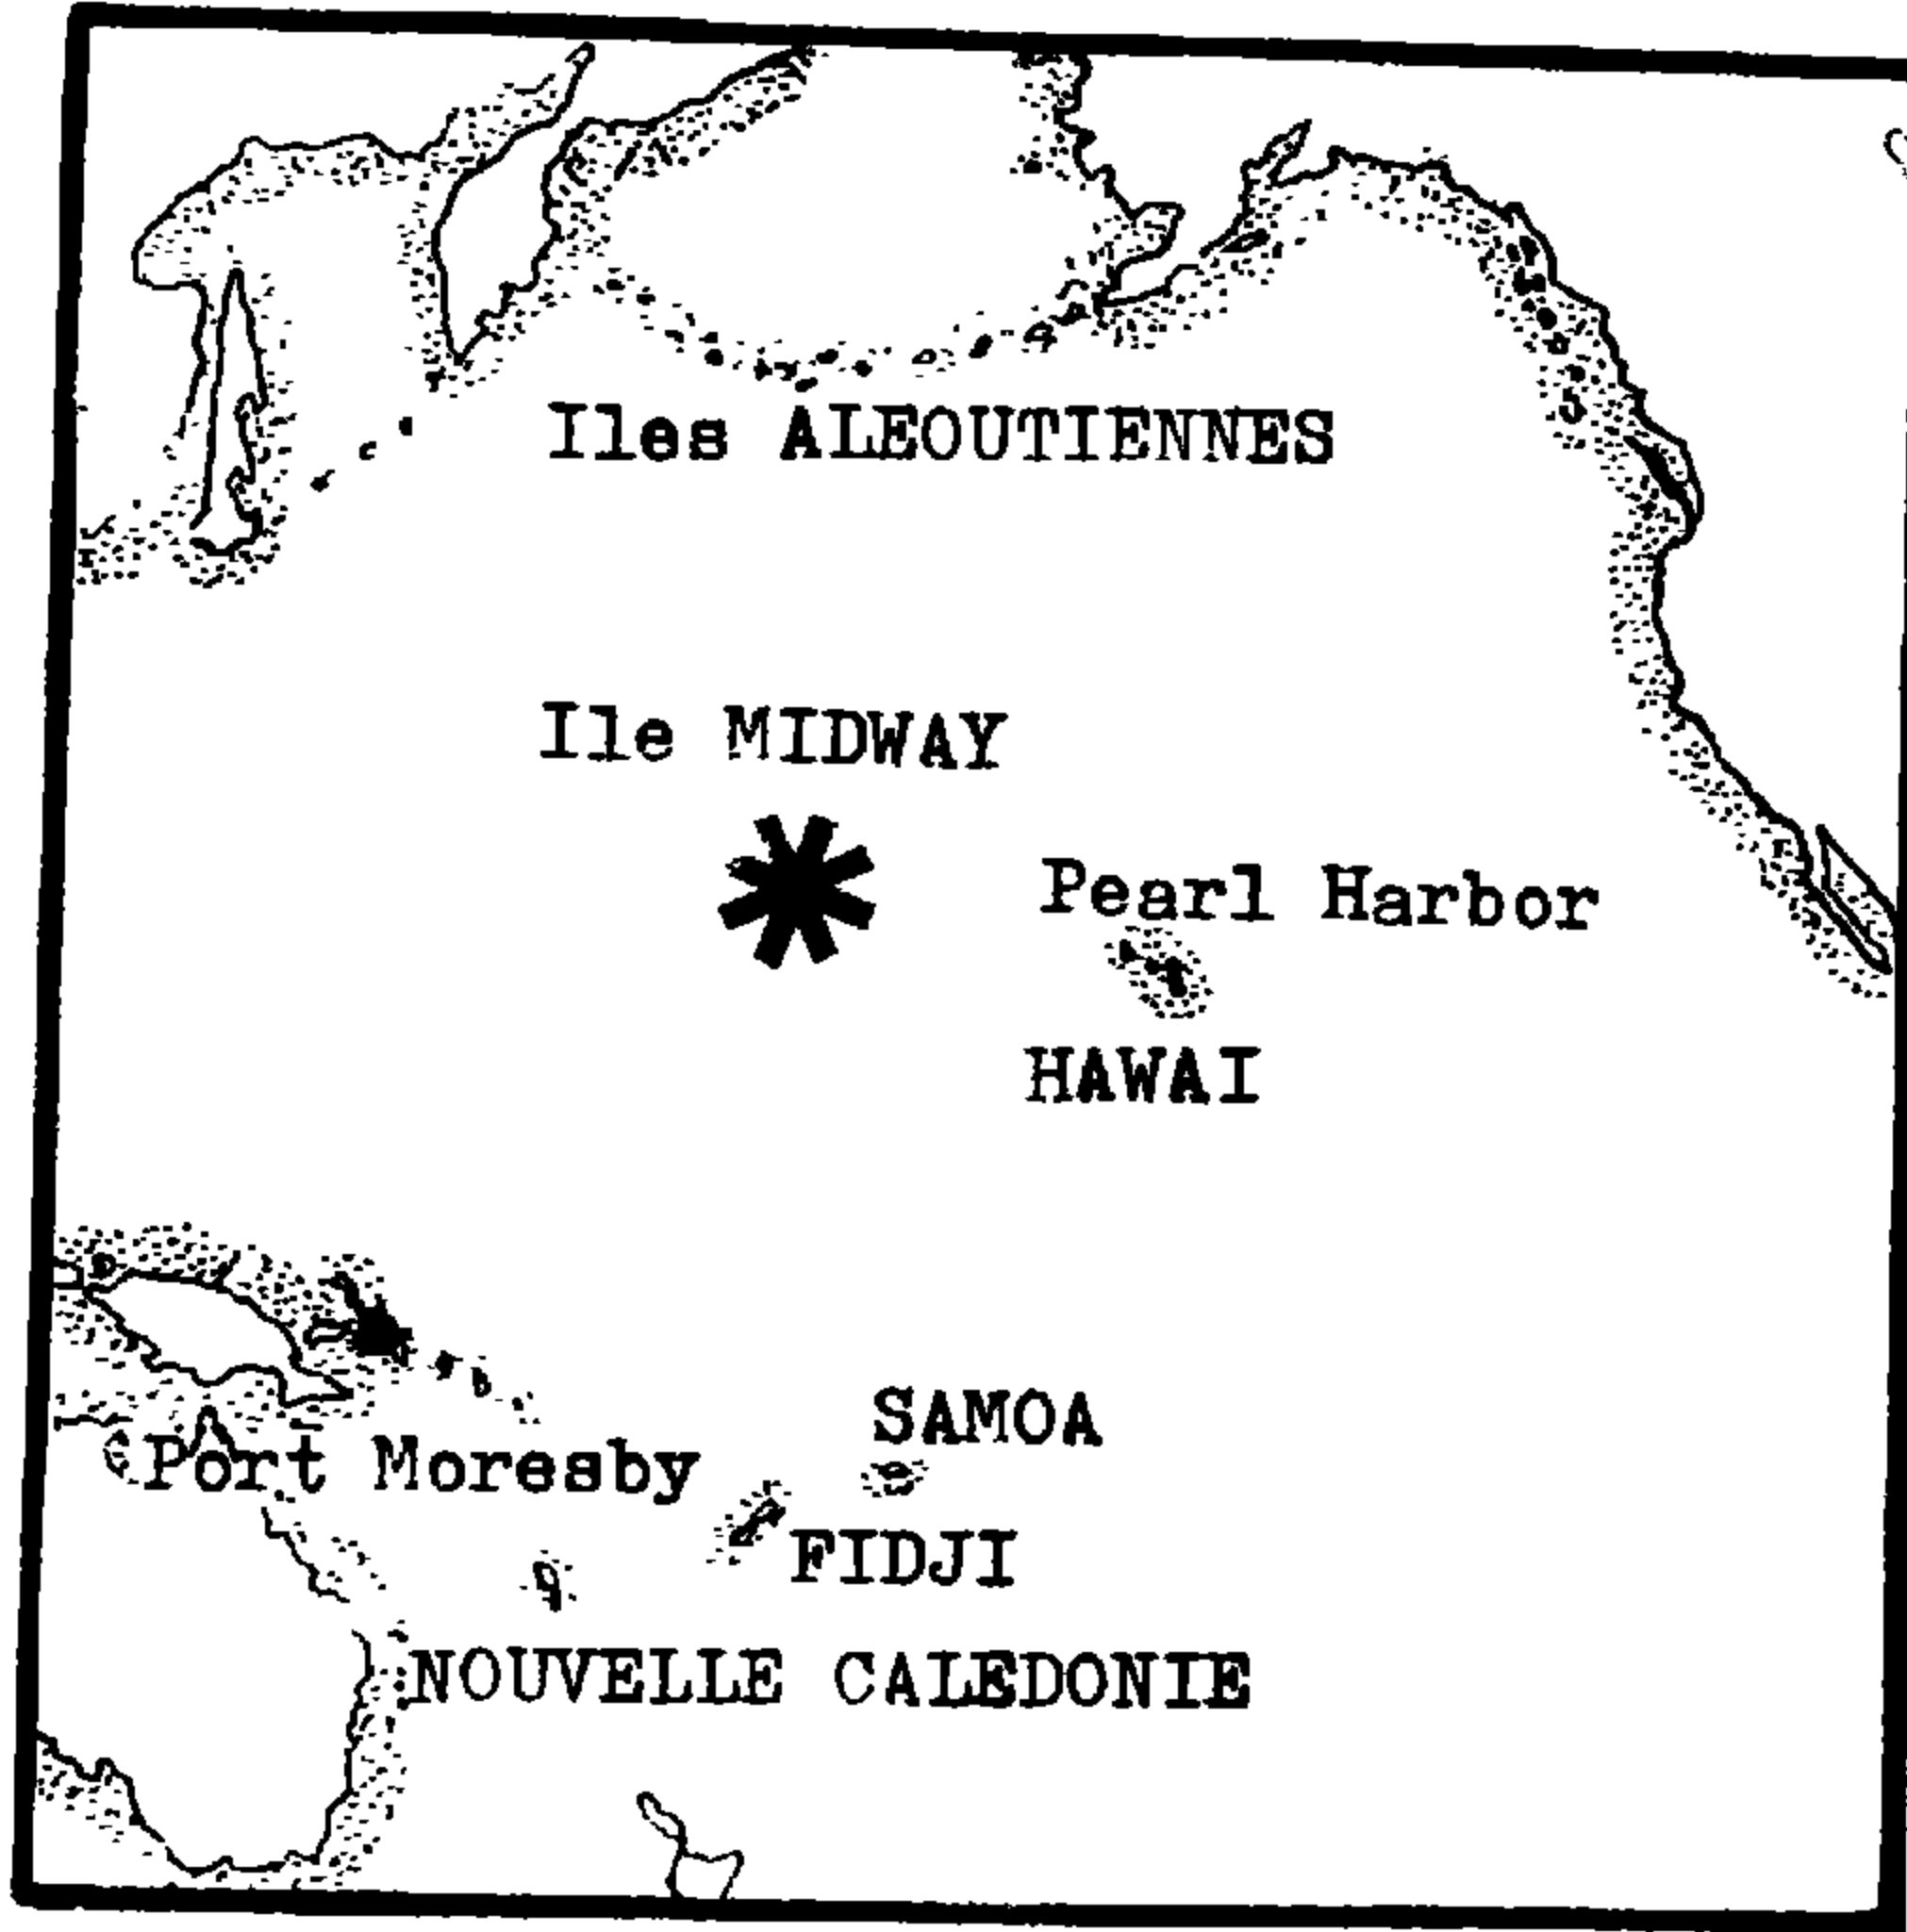 Iles ALEOUTIENNES
Ile MIDWAY
Pearl Harbor
HAWAI
SAMOA
Port Moresby
FIDJI
NOUVELLE CALEDONIE